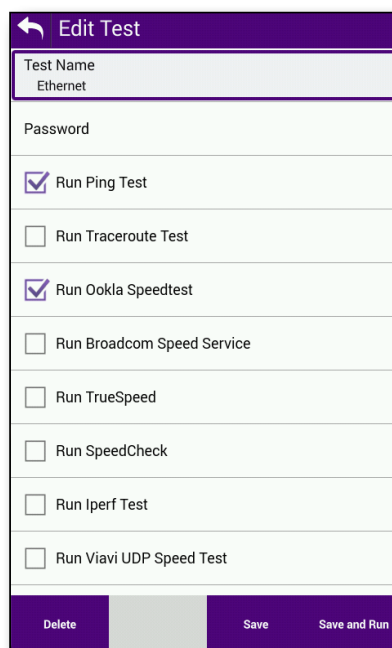 Edit Test
Test Name
Ethernet
Password
Run Ping Test
Run Traceroute Test
Run Ookla Speedtest
Run Broadcom Speed Service
Run TrueSpeed
Run SpeedCheck
Run Iperf Test
Run Viavi UDP Speed Test
Delete Save Save and Run